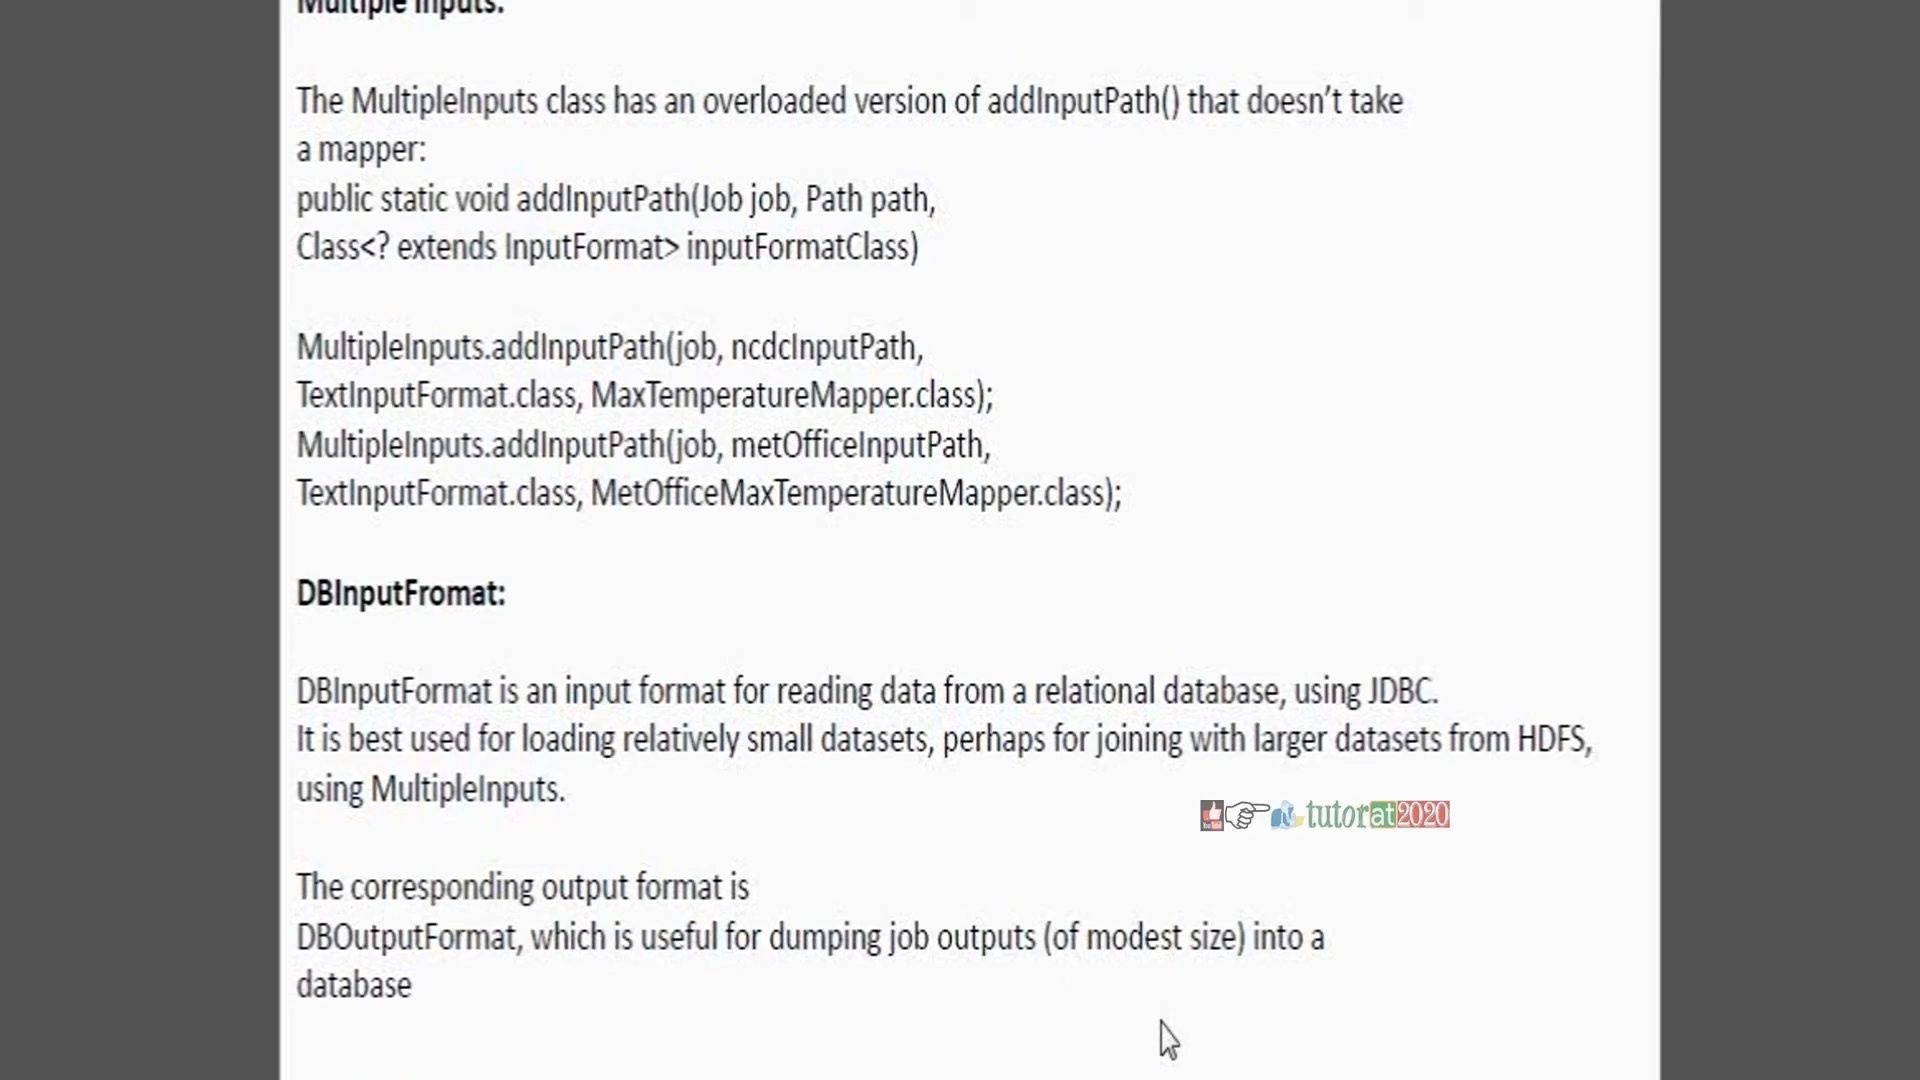 Multiple Inputs:
The MultipleInputs class has an overloaded version of addInputPath() that doesn’t take
a mapper:
public static void addInputPath(Job job, Path path,
Class<? extends InputFormat> inputFormatClass)
MultipleInputs.addInputPath(job, ncdcInputPath,
TextInputFormat.class, MaxTemperatureMapper.class);
MultipleInputs.addInputPath(job, metOfficeInputPath,
TextInputFormat.class, MetOfficeMaxTemperatureMapper.class);
DBInputFromat:
DBInputFormat is an input format for reading data from a relational database, using JDBC.
It is best used for loading relatively small datasets, perhaps for joining with larger datasets from HDFS,
using MultipleInputs.
tutorat2020
The corresponding output format is
DBOutputFormat, which is useful for dumping job outputs (of modest size) into a
database